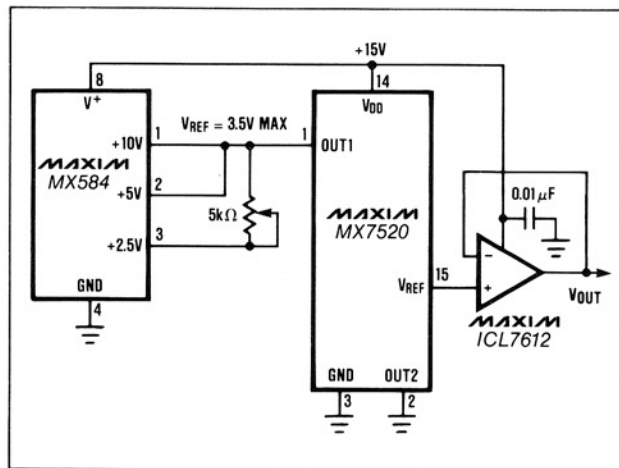 +15V
8
V+
14
VDD
+10V
1
VREF = 3.5V MAX
1
OUT1
MAXIM
MX584
+5V
2
5kΩ
+2.5V
3
GND
4
MAXIM
MX7520
0.01μF
VREF
15
−
+
VOUT
MAXIM
ICL7612
GND
OUT2
3
2